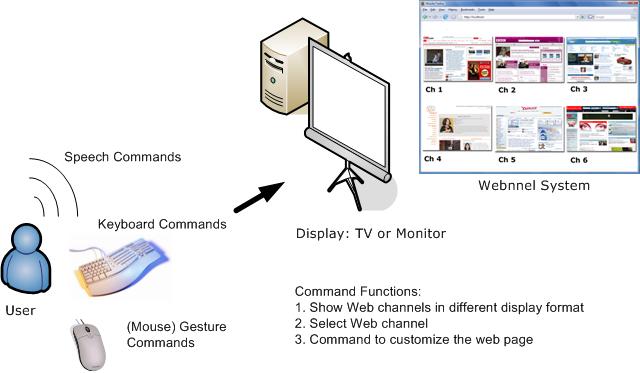 Speech Commands
Keyboard Commands
User
(Mouse) Gesture
Commands
Display: TV or Monitor
Ch 1
Ch 2
Ch 3
Ch 4
Ch 5
Ch 6
Webnnel System
Command Functions:
1. Show Web channels in different display format
2. Select Web channel
3. Command to customize the web page